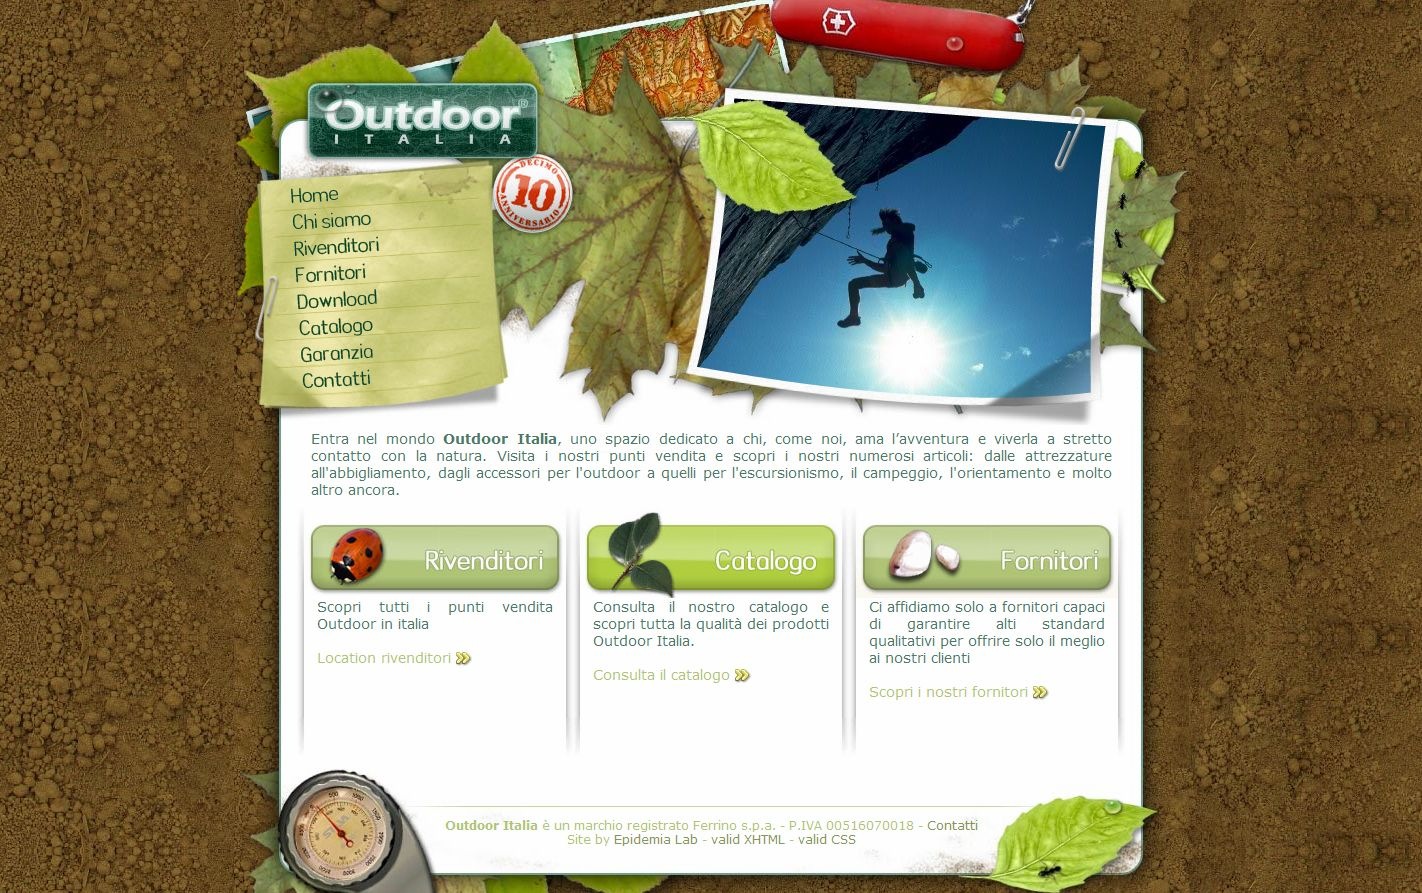 Outdoor®
ITALIA
DECIMO
10
ANNIVERSARIO
Home
Chi siamo
Rivenditori
Fornitori
Download
Catalogo
Garanzia
Contatti
Entra nel mondo Outdoor Italia, uno spazio dedicato a chi, come noi, ama l’avventura e viverla a stretto
contatto con la natura. Visita i nostri punti vendita e scopri i nostri numerosi articoli: dalle attrezzature
all'abbigliamento, dagli accessori per l'outdoor a quelli per l'escursionismo, il campeggio, l'orientamento e molto
altro ancora.
Rivenditori
Scopri tutti i punti vendita
Outdoor in italia
Location rivenditori
Catalogo
Consulta il nostro catalogo e
scopri tutta la qualità dei prodotti
Outdoor Italia.
Consulta il catalogo
Fornitori
Ci affidiamo solo a fornitori capaci
di garantire alti standard
qualitativi per offrire solo il meglio
ai nostri clienti
Scopri i nostri fornitori
Outdoor Italia è un marchio registrato Ferrino s.p.a. - P.IVA 00516070018 - Contatti
Site by Epidemia Lab - valid XHTML - valid CSS